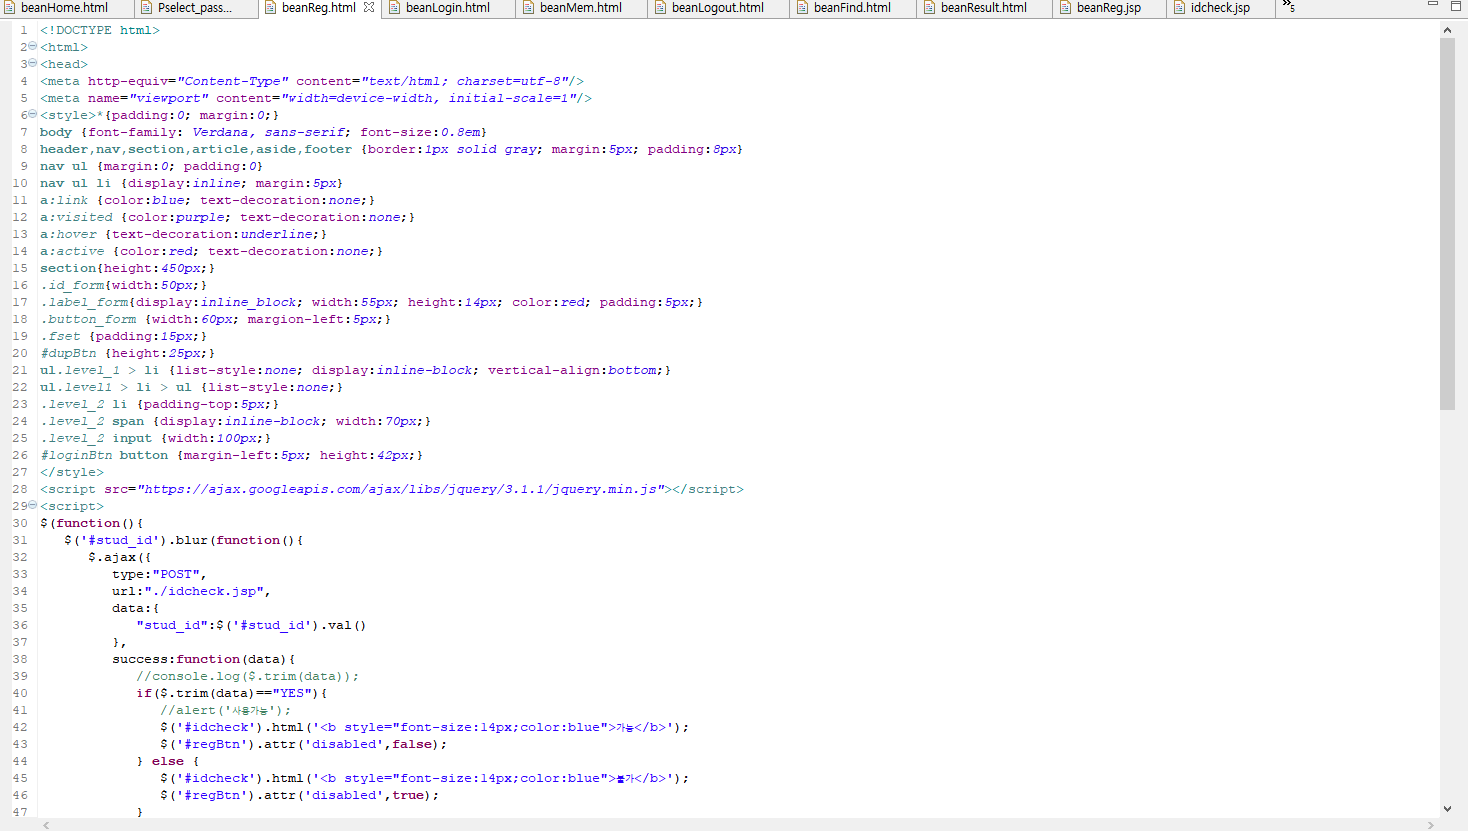 beanHome.html Pselect_pass... beanReg.html beanLogin.html beanMem.html beanLogout.html beanFind.html beanResult.html beanReg.jsp idcheck.jsp »5
1 <!DOCTYPE html>
2 <html>
3 <head>
4 <meta http-equiv="Content-Type" content="text/html; charset=utf-8"/>
5 <meta name="viewport" content="width=device-width, initial-scale=1"/>
6 <style>*{padding:0; margin:0;}
7 body {font-family: Verdana, sans-serif; font-size:0.8em}
8 header,nav,section,article,aside,footer {border:1px solid gray; margin:5px; padding:8px}
9 nav ul {margin:0; padding:0}
10 nav ul li {display:inline; margin:5px}
11 a:link {color:blue; text-decoration:none;}
12 a:visited {color:purple; text-decoration:none;}
13 a:hover {text-decoration:underline;}
14 a:active {color:red; text-decoration:none;}
15 section{height:450px;}
16 .id_form{width:50px;}
17 .label_form{display:inline_block; width:55px; height:14px; color:red; padding:5px;}
18 .button_form {width:60px; margion-left:5px;}
19 .fset {padding:15px;}
20 #dupBtn {height:25px;}
21 ul.level_1 > li {list-style:none; display:inline-block; vertical-align:bottom;}
22 ul.level1 > li > ul {list-style:none;}
23 .level_2 li {padding-top:5px;}
24 .level_2 span {display:inline-block; width:70px;}
25 .level_2 input {width:100px;}
26 #loginBtn button {margin-left:5px; height:42px;}
27 </style>
28 <script src="https://ajax.googleapis.com/ajax/libs/jquery/3.1.1/jquery.min.js"></script>
29 <script>
30 $(function(){
31 $('#stud_id').blur(function(){
32 $.ajax({
33 type:"POST",
34 url:"./idcheck.jsp",
35 data:{
36 "stud_id":$('#stud_id').val()
37 },
38 success:function(data){
39 //console.log($.trim(data));
40 if($.trim(data)=="YES"){
41 //alert('사용가능');
42 $('#idcheck').html('<b style="font-size:14px;color:blue">가능</b>');
43 $('#regBtn').attr('disabled',false);
44 } else {
45 $('#idcheck').html('<b style="font-size:14px;color:blue">불가</b>');
46 $('#regBtn').attr('disabled',true);
47 }